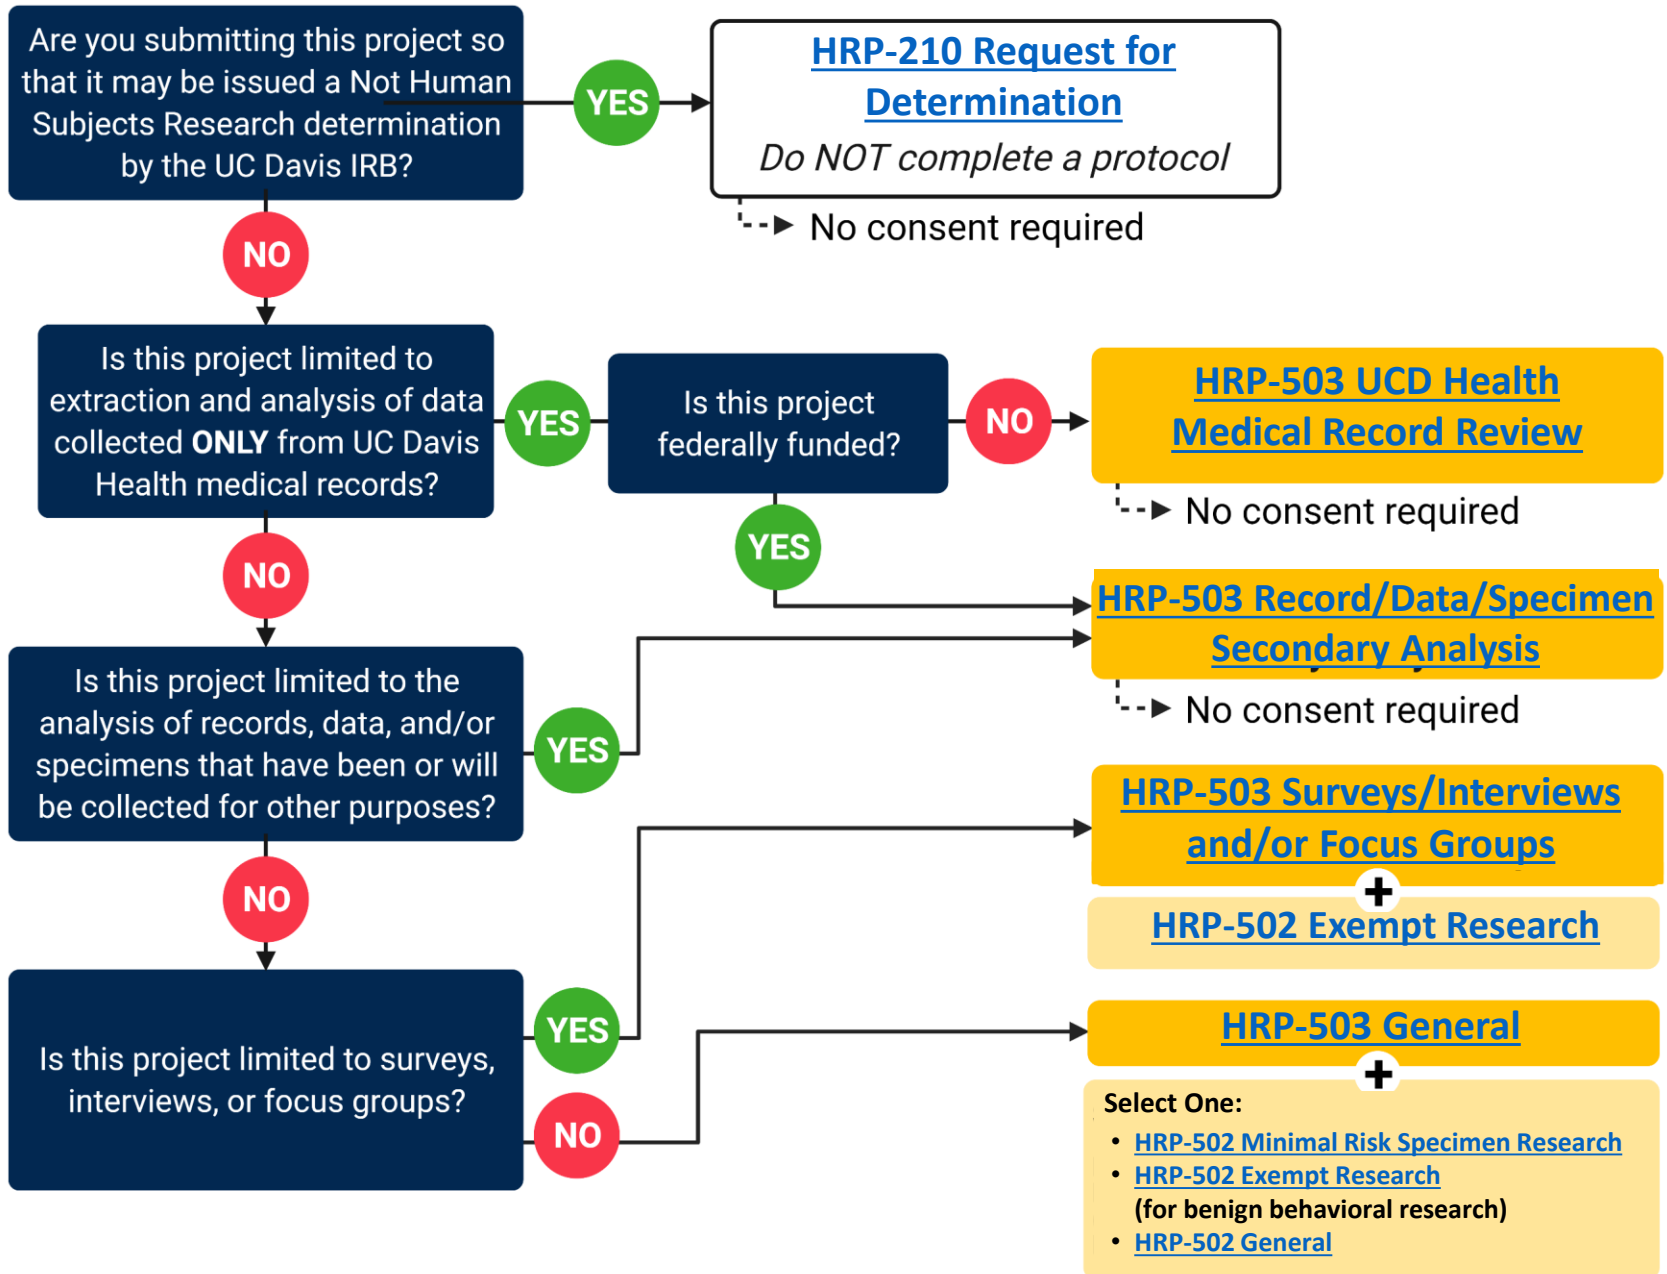 Are you submitting this project so
that it may be issued a Not Human
Subjects Research determination
by the UC Davis IRB?
YES
HRP-210 Request for
Determination
Do NOT complete a protocol
No consent required
NO
Is this project limited to
extraction and analysis of data
collected ONLY from UC Davis
Health medical records?
YES
Is this project
federally funded?
NO
HRP-503 UCD Health
Medical Record Review
No consent required
YES
NO
HRP-503 Record/Data/Specimen
Secondary Analysis
No consent required
Is this project limited to the
analysis of records, data, and/or
specimens that have been or will
be collected for other purposes?
YES
HRP-503 Surveys/Interviews
and/or Focus Groups
+
HRP-502 Exempt Research
NO
Is this project limited to surveys,
interviews, or focus groups?
YES
NO
HRP-503 General
+
Select One:
• HRP-502 Minimal Risk Specimen Research
• HRP-502 Exempt Research
(for benign behavioral research)
• HRP-502 General